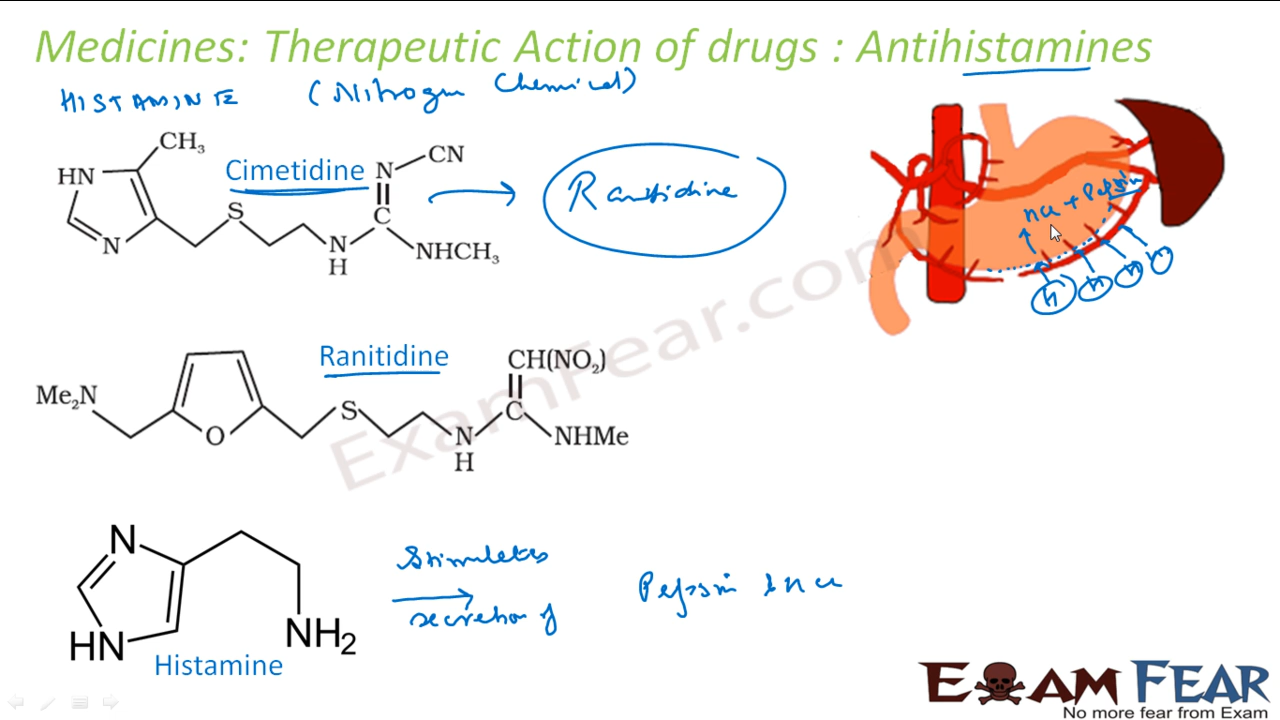 Medicines: Therapeutic Action of drugs : Antihistamines
HISTAMINE (Nitrogen Chemical)
CH₃
HN
N
Cimetidine
S
N
H
C
N
CN
NHCH₃
Ranitidine
HCl + Pepsin
H H H H
Ranitidine
Me₂N
O
S
N
H
C
CH(NO₂)
NHMe
N
HN
NH₂
Histamine
Stimulates
secretion of
Pepsin & HCl
ExamFear.com
EXAM FEAR
No more fear from Exam